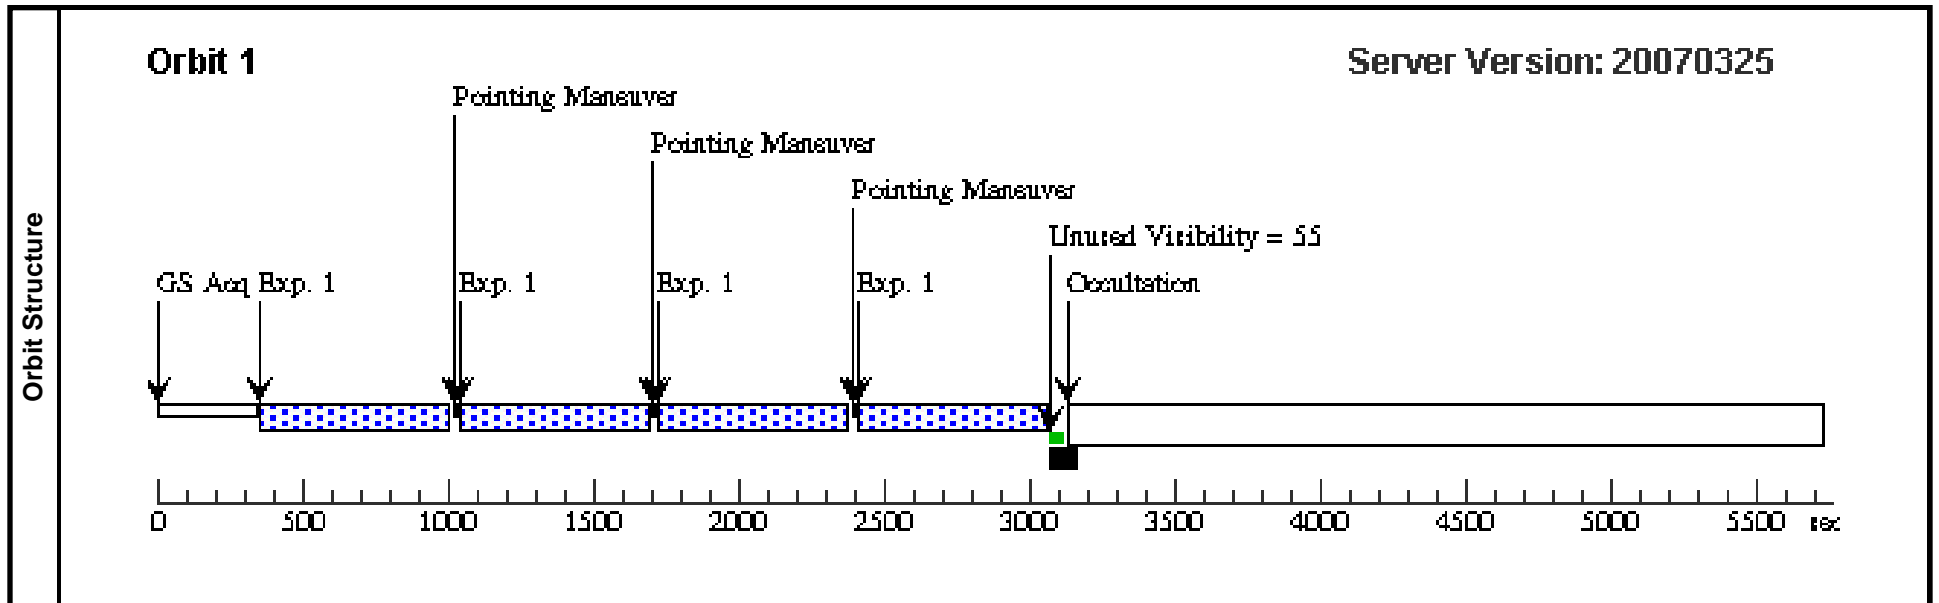 Orbit Structure
Orbit 1
Server Version: 20070325
Pointing Maneuver
Pointing Maneuver
Pointing Maneuver
Unused Visibility = 55
GS Acq Exp. 1 Exp. 1 Exp. 1 Exp. 1 Occultation
0 500 1000 1500 2000 2500 3000 3500 4000 4500 5000 5500 sec